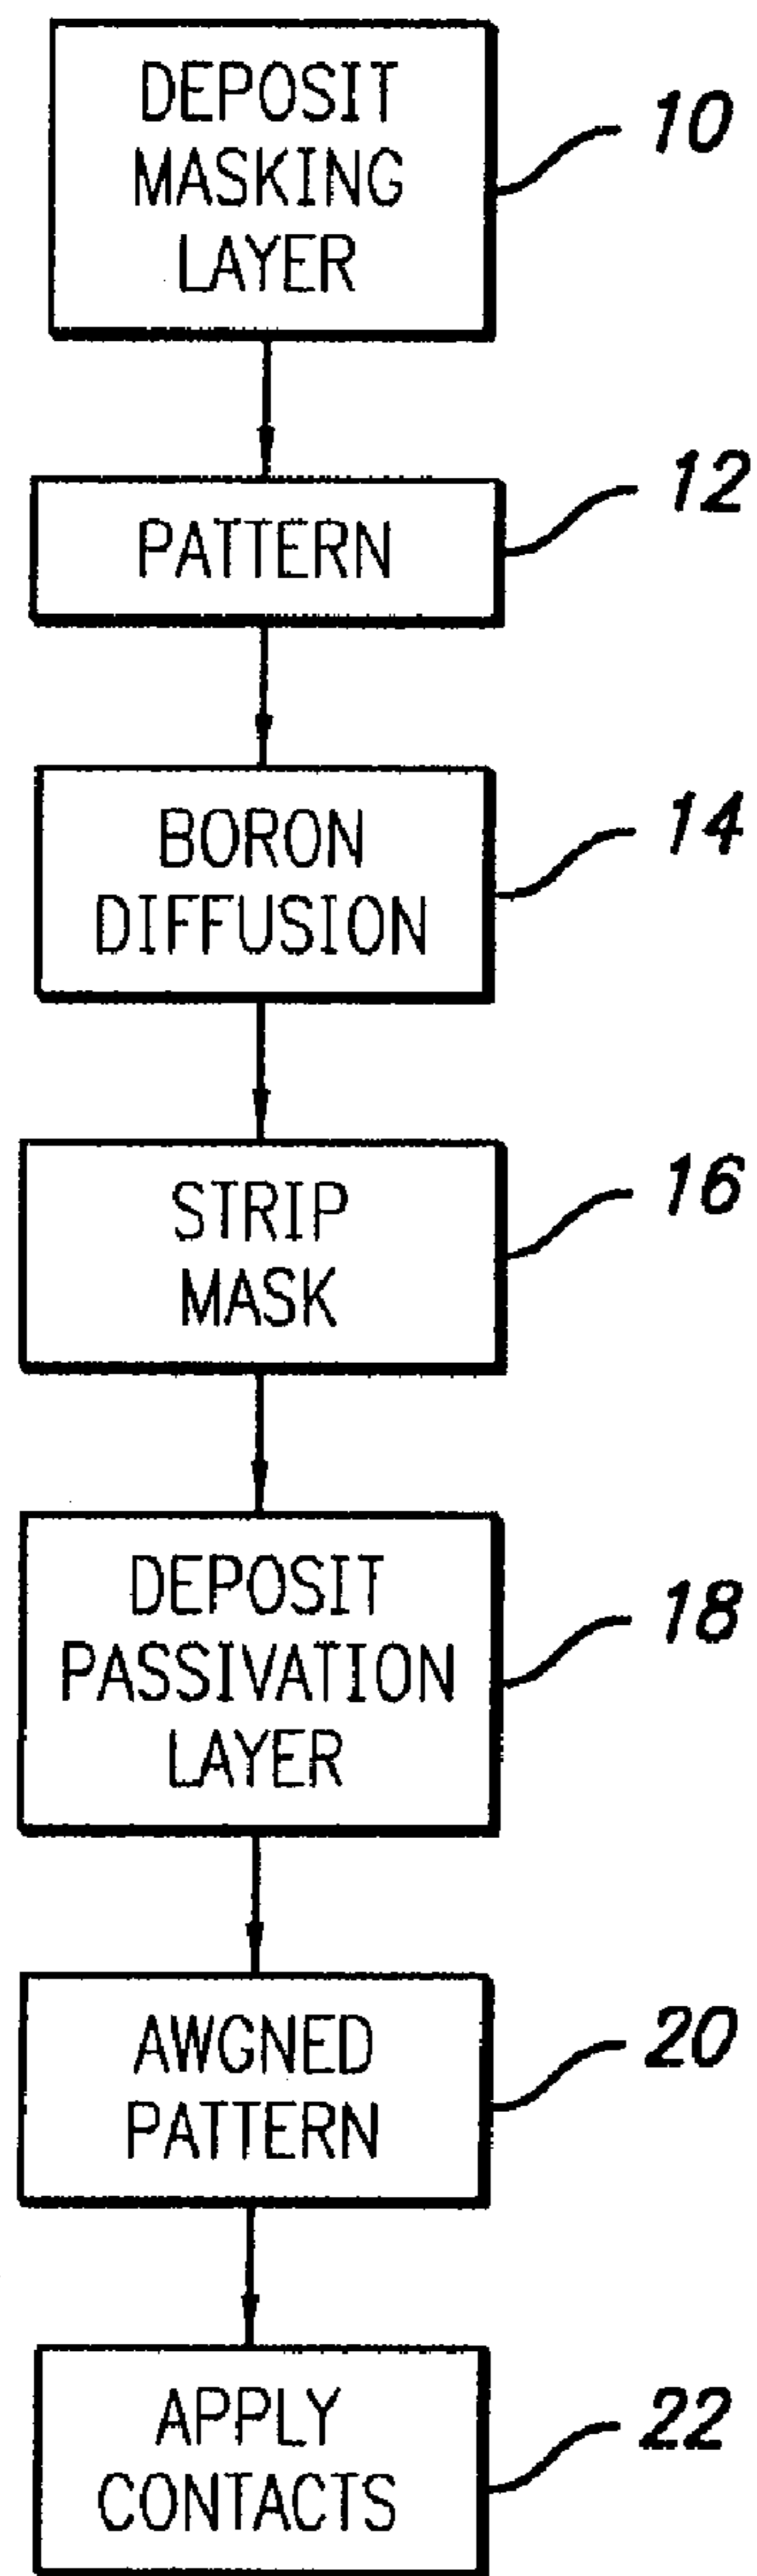 DEPOSIT
MASKING
LAYER
10
PATTERN
12
BORON
DIFFUSION
14
STRIP
MASK
16
DEPOSIT
PASSIVATION
LAYER
18
AWGNED
PATTERN
20
APPLY
CONTACTS
22